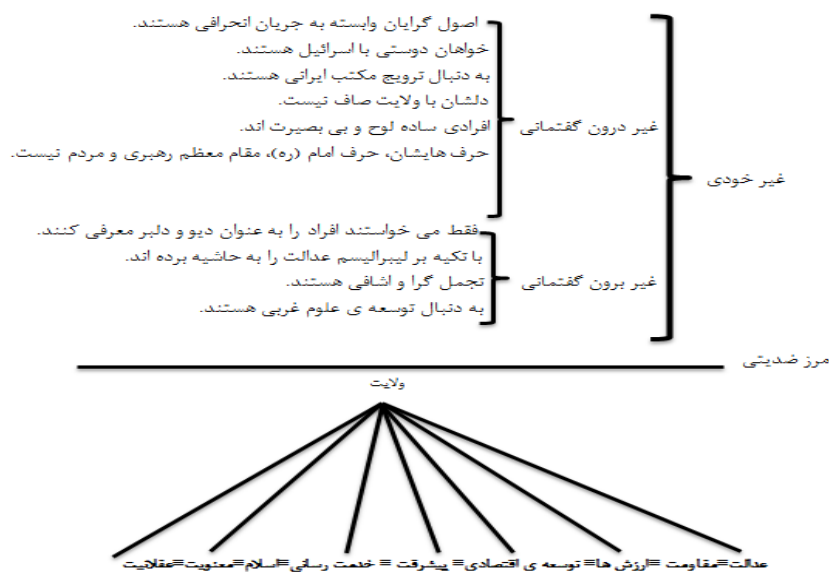 اصول گرایان وابسته به جریان انحرافی هستند.
خواهان دوستی با اسرائیل هستند.
به دنبال ترویج مکتب ایرانی هستند.
دلشان با ولایت صاف نیست.
افرادی ساده لوح و بی بصیرت اند.
حرف هایشان، حرف امام (ره)، مقام معظم رهبری و مردم نیست.
غیر درون گفتمانی
غیر خودی
فقط می خواستند افراد را به عنوان دیو و دلبر معرفی کنند.
با تکیه بر لیبرالیسم عدالت را به حاشیه برده اند.
تجمل گرا و اشافی هستند.
به دنبال توسعه ی علوم غربی هستند.
غیر برون گفتمانی
مرز ضدیتی
ولایت
عدالت=مقاومت =ارزش ها= توسعه ی اقتصادی= پیشرفت = خدمت رسانی=اسلام=معنویت=عقلانیت